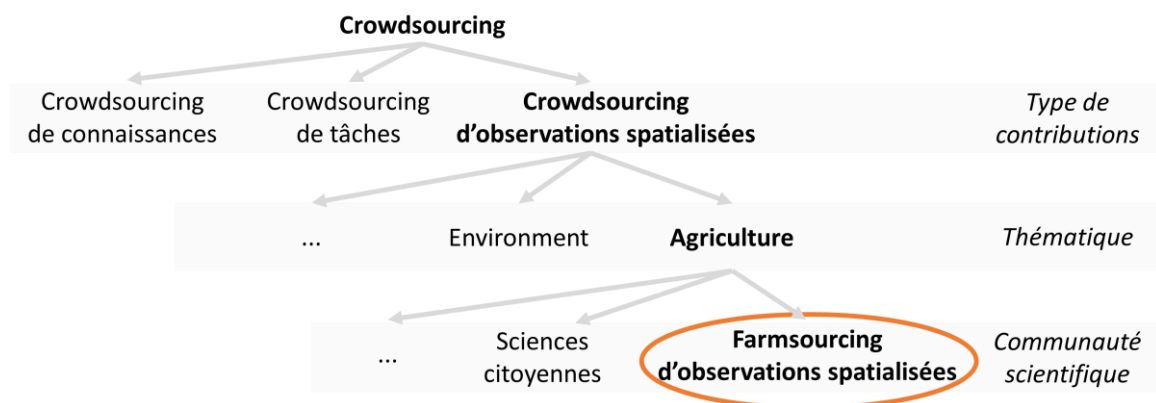 Crowdsourcing
Crowdsourcing
de connaissances
Crowdsourcing
de tâches
Crowdsourcing
d'observations spatialisées
Type de
contributions
...
Environment
Agriculture
Thématique
...
Sciences
citoyennes
Farmsourcing
d'observations spatialisées
Communauté
scientifique